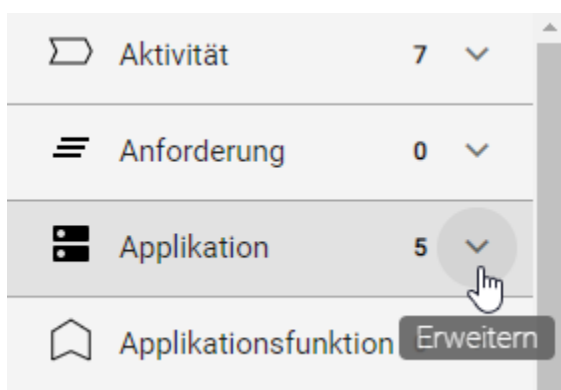 Aktivität 7
Anforderung 0
Applikation 5
Applikationsfunktion
Erweitern